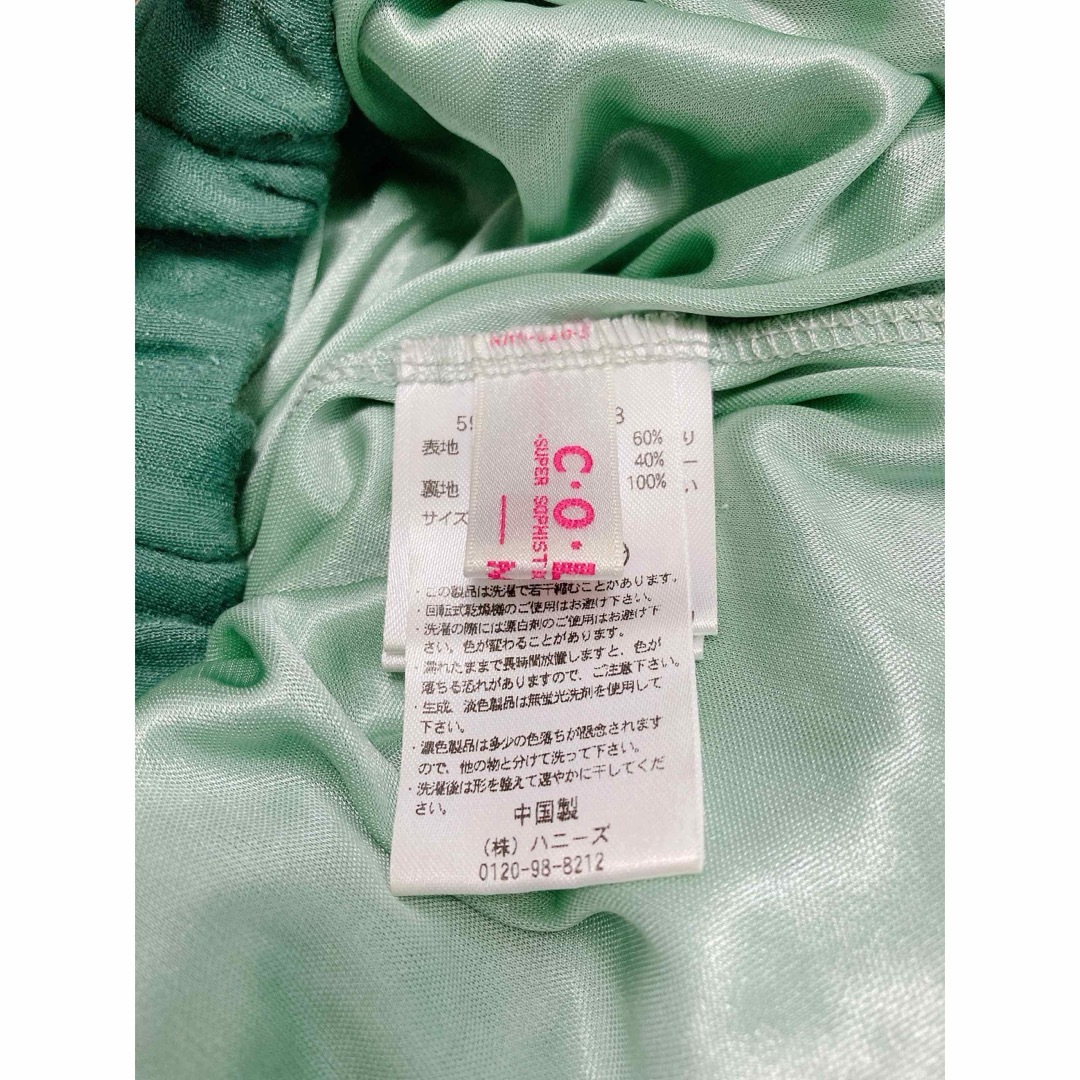 表地 60%
40%
裏地 100% い
サイズ
C・O・L
・SUPER SOPHIST
・この製品は洗濯で若干縮むことがあります。
・回転式乾燥機のご使用はお避け下さい。
・洗濯の際には漂白剤のご使用はお避け下
さい。色が変わることがあります。
・濡れたままで長時間放置しますと、色が
落ちる恐れがありますので、ご注意下さい。
・生成、淡色製品は無蛍光洗剤を使用して
下さい。
・濃色製品は多少の色落ちが懸念されます
ので、他の物と分けて洗って下さい。
・洗濯後は形を整えて速やかに干してくだ
さい。
中国製
（株）ハニーズ
0120-98-8212